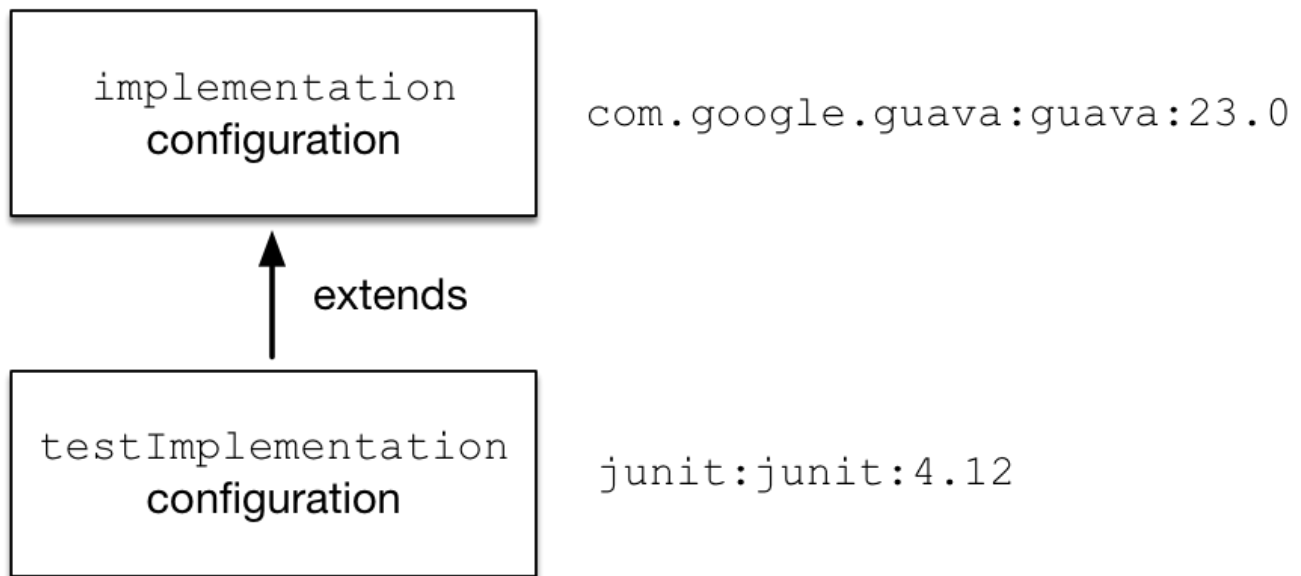 implementation
configuration
com.google.guava:guava:23.0
extends
testImplementation
configuration
junit:junit:4.12